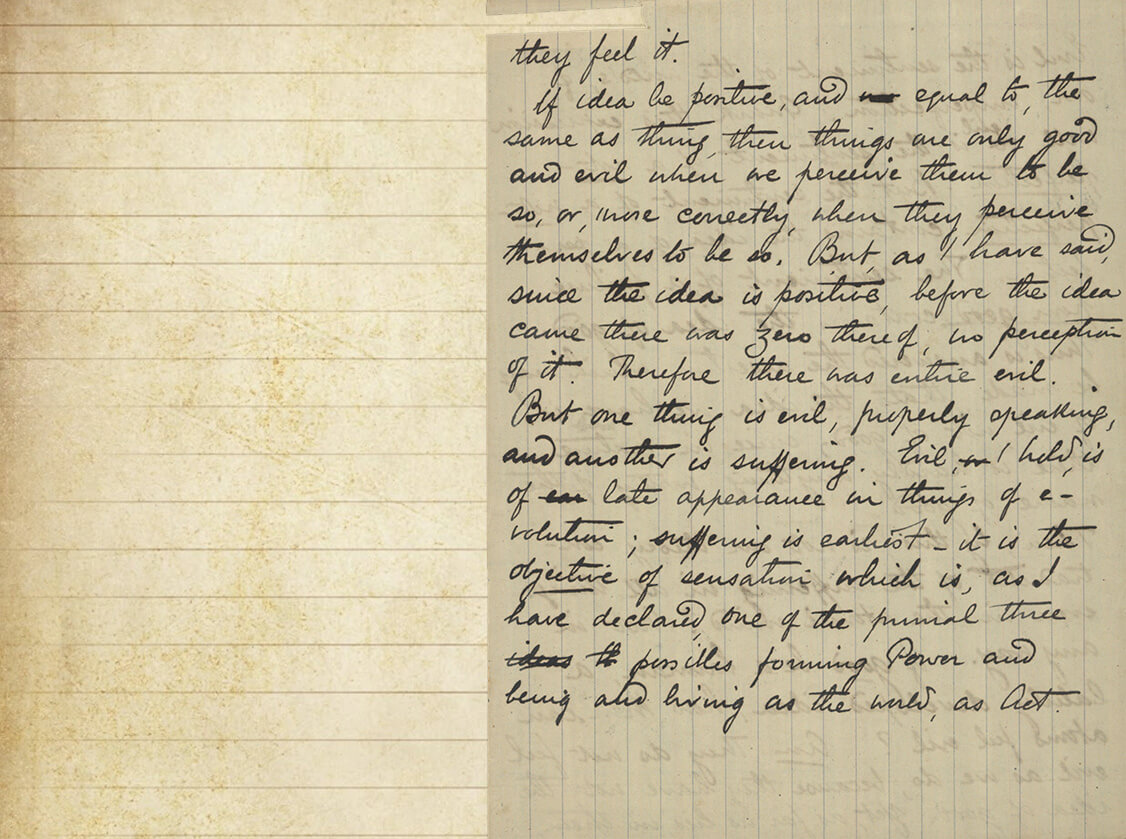 they feel it.
If idea be positive, and equal to, the
same as thing, then things are only good
and evil when we perceive them to be
so, or, more correctly, when they perceive
themselves to be so. But, as I have said,
since the idea is positive, before the idea
came there was zero thereof, no perception
of it. Therefore there was entire evil.
But one thing is evil, properly speaking,
and another is suffering. Evil, I hold, is
of late appearance in things of e-
volution; suffering is earliest - it is the
objective of sensation which is, as I
have declared, one of the primal three
possibles forming Power and
being and living as the world, as Act.